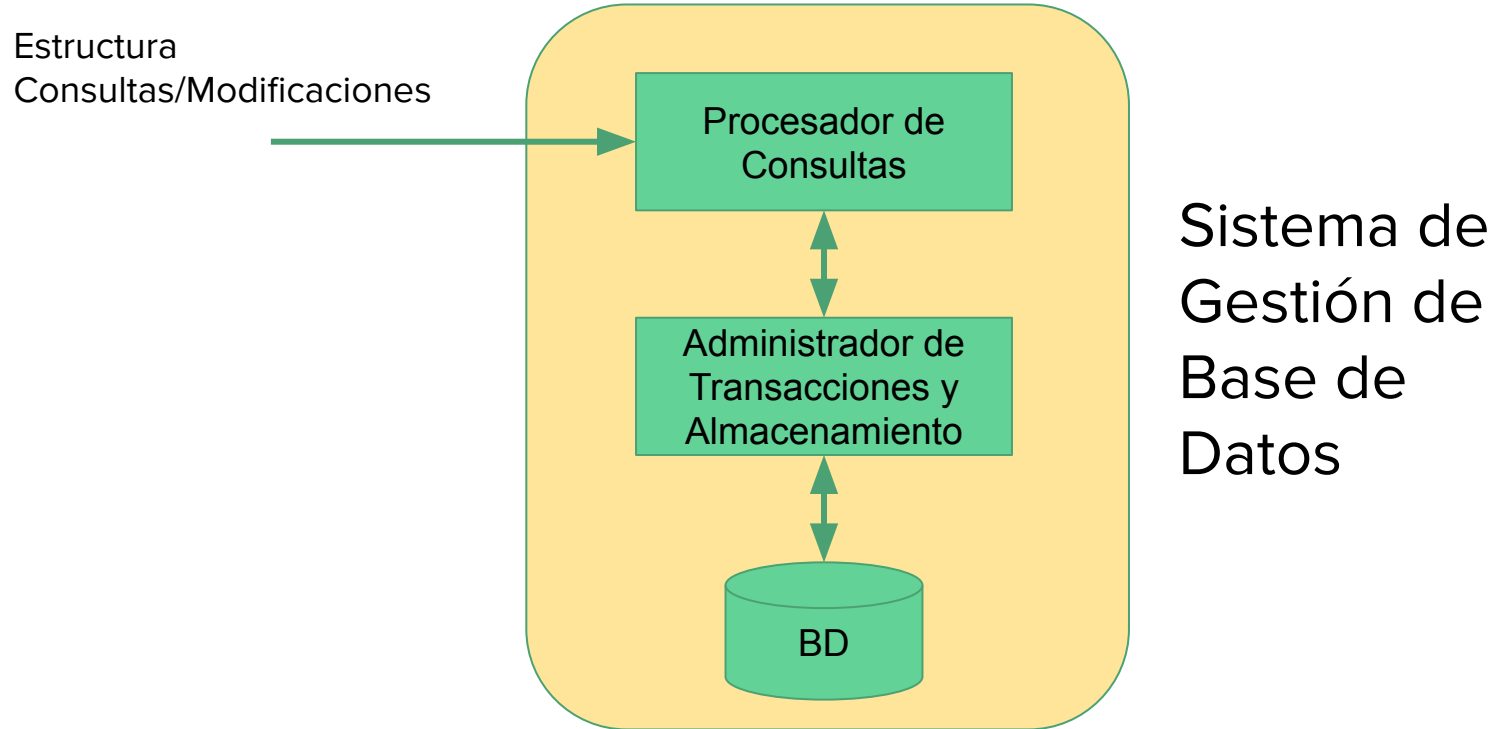 Estructura
Consultas/Modificaciones
Procesador de
Consultas
Administrador de
Transacciones y
Almacenamiento
BD
Sistema de
Gestión de
Base de
Datos